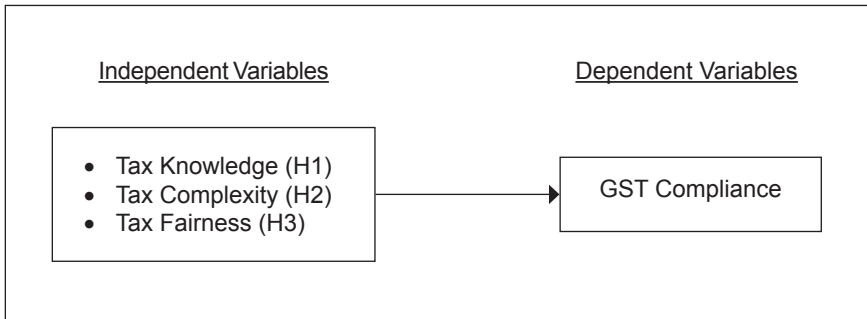 Independent Variables
Dependent Variables
• Tax Knowledge (H1)
• Tax Complexity (H2)
• Tax Fairness (H3)
GST Compliance